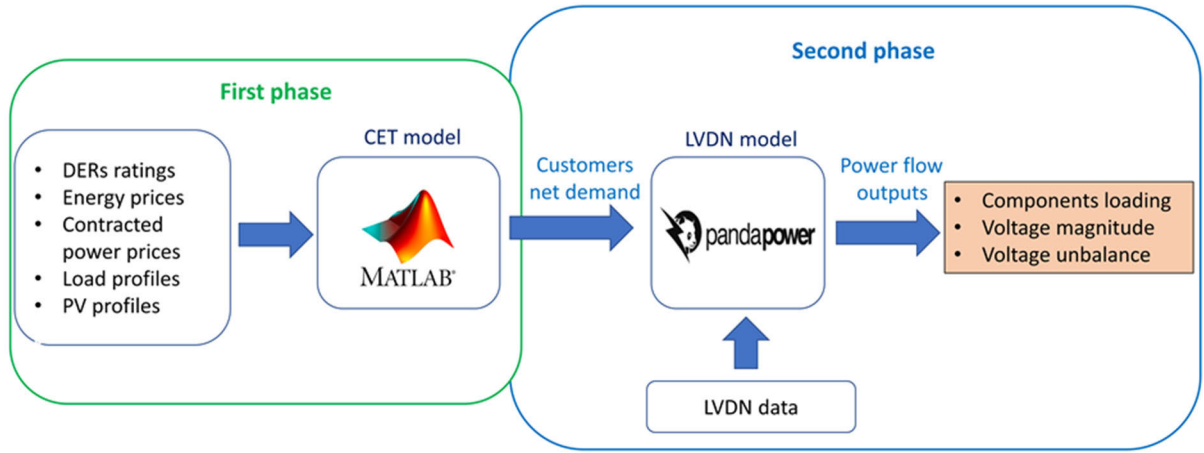 Second phase
First phase
CET model
LVDN model
• DERs ratings
• Energy prices
• Contracted
power prices
• Load profiles
• PV profiles
MATLAB®
Customers
net demand
pandapower
Power flow
outputs
• Components loading
• Voltage magnitude
• Voltage unbalance
LVDN data